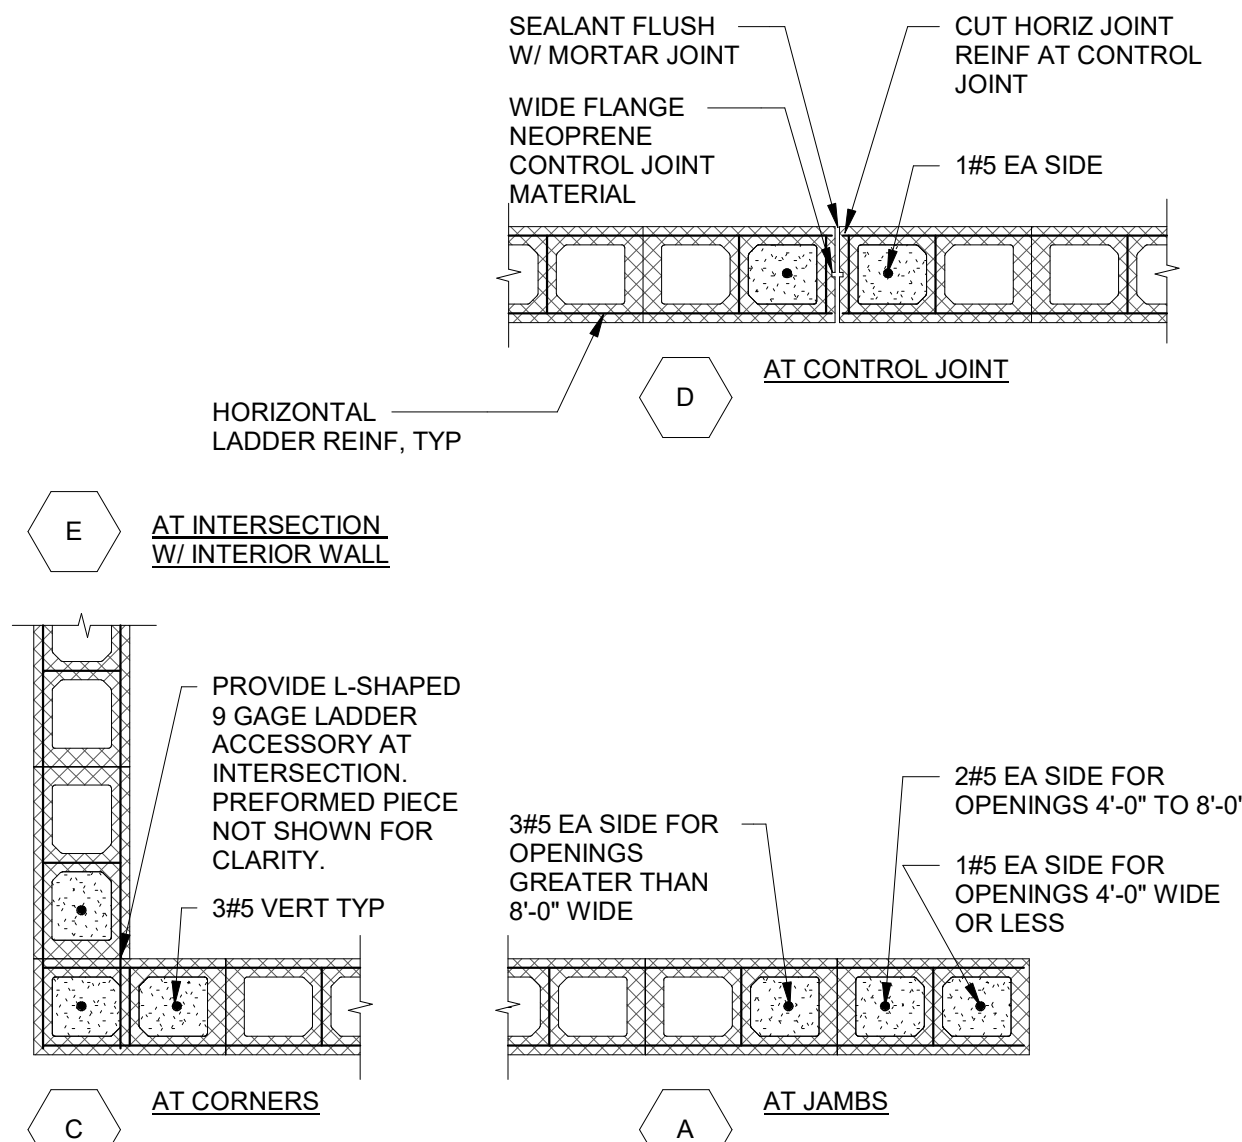 SEALANT FLUSH
W/ MORTAR JOINT
CUT HORIZ JOINT
REINF AT CONTROL
JOINT
WIDE FLANGE
NEOPRENE
CONTROL JOINT
MATERIAL
1#5 EA SIDE
D
AT CONTROL JOINT
HORIZONTAL
LADDER REINF, TYP
E
AT INTERSECTION
W/ INTERIOR WALL
PROVIDE L-SHAPED
9 GAGE LADDER
ACCESSORY AT
INTERSECTION.
PREFORMED PIECE
NOT SHOWN FOR
CLARITY.
3#5 VERT TYP
C
AT CORNERS
3#5 EA SIDE FOR
OPENINGS
GREATER THAN
8'-0" WIDE
2#5 EA SIDE FOR
OPENINGS 4'-0" TO 8'-0'
1#5 EA SIDE FOR
OPENINGS 4'-0" WIDE
OR LESS
A
AT JAMBS